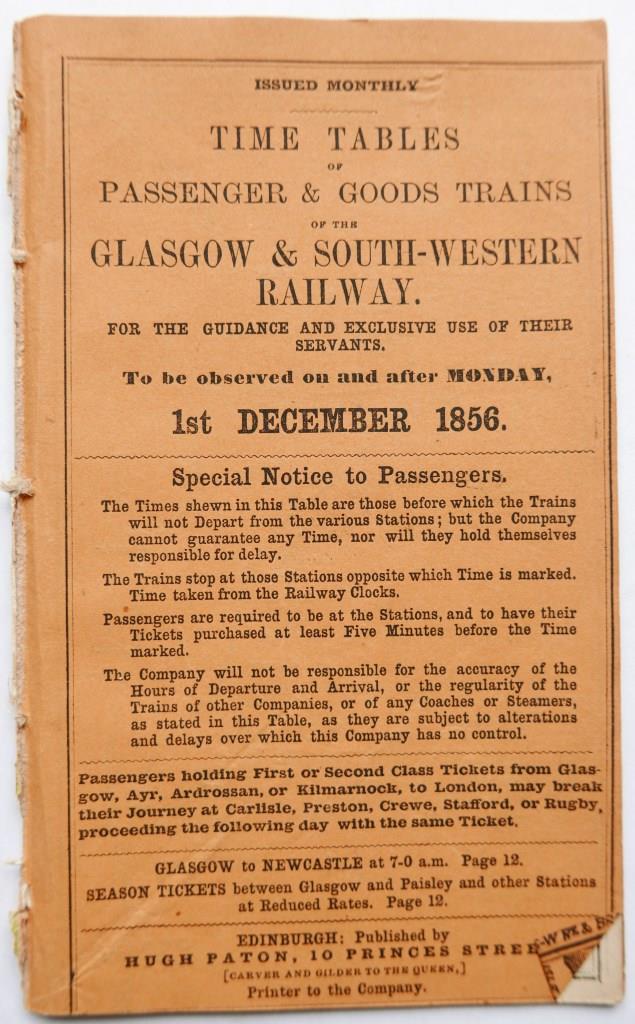 ISSUED MONTHLY
TIME TABLES
OF
PASSENGER & GOODS TRAINS
OF THE
GLASGOW & SOUTH-WESTERN
RAILWAY.
FOR THE GUIDANCE AND EXCLUSIVE USE OF THEIR
SERVANTS.
To be observed on and after MONDAY,
1st DECEMBER 1856.
Special Notice to Passengers.
The Times shewn in this Table are those before which the Trains
will not Depart from the various Stations; but the Company
cannot guarantee any Time, nor will they hold themselves
responsible for delay.
The Trains stop at those Stations opposite which Time is marked.
Time taken from the Railway Clocks.
Passengers are required to be at the Stations, and to have their
Tickets purchased at least Five Minutes before the Time
marked.
The Company will not be responsible for the accuracy of the
Hours of Departure and Arrival, or the regularity of the
Trains of other Companies, or of any Coaches or Steamers,
as stated in this Table, as they are subject to alterations
and delays over which this Company has no control.
Passengers holding First or Second Class Tickets from Glas-
gow, Ayr, Ardrossan, or Kilmarnock, to London, may break
their Journey at Carlisle, Preston, Crewe, Stafford, or Rugby,
proceeding the following day with the same Ticket.
GLASGOW to NEWCASTLE at 7-0 a.m. Page 12.
SEASON TICKETS between Glasgow and Paisley and other Stations
at Reduced Rates. Page 12.
EDINBURGH: Published by
HUGH PATON, 10 PRINCES STREE
[CARVER AND GILDER TO THE QUEEN,]
Printer to the Company.